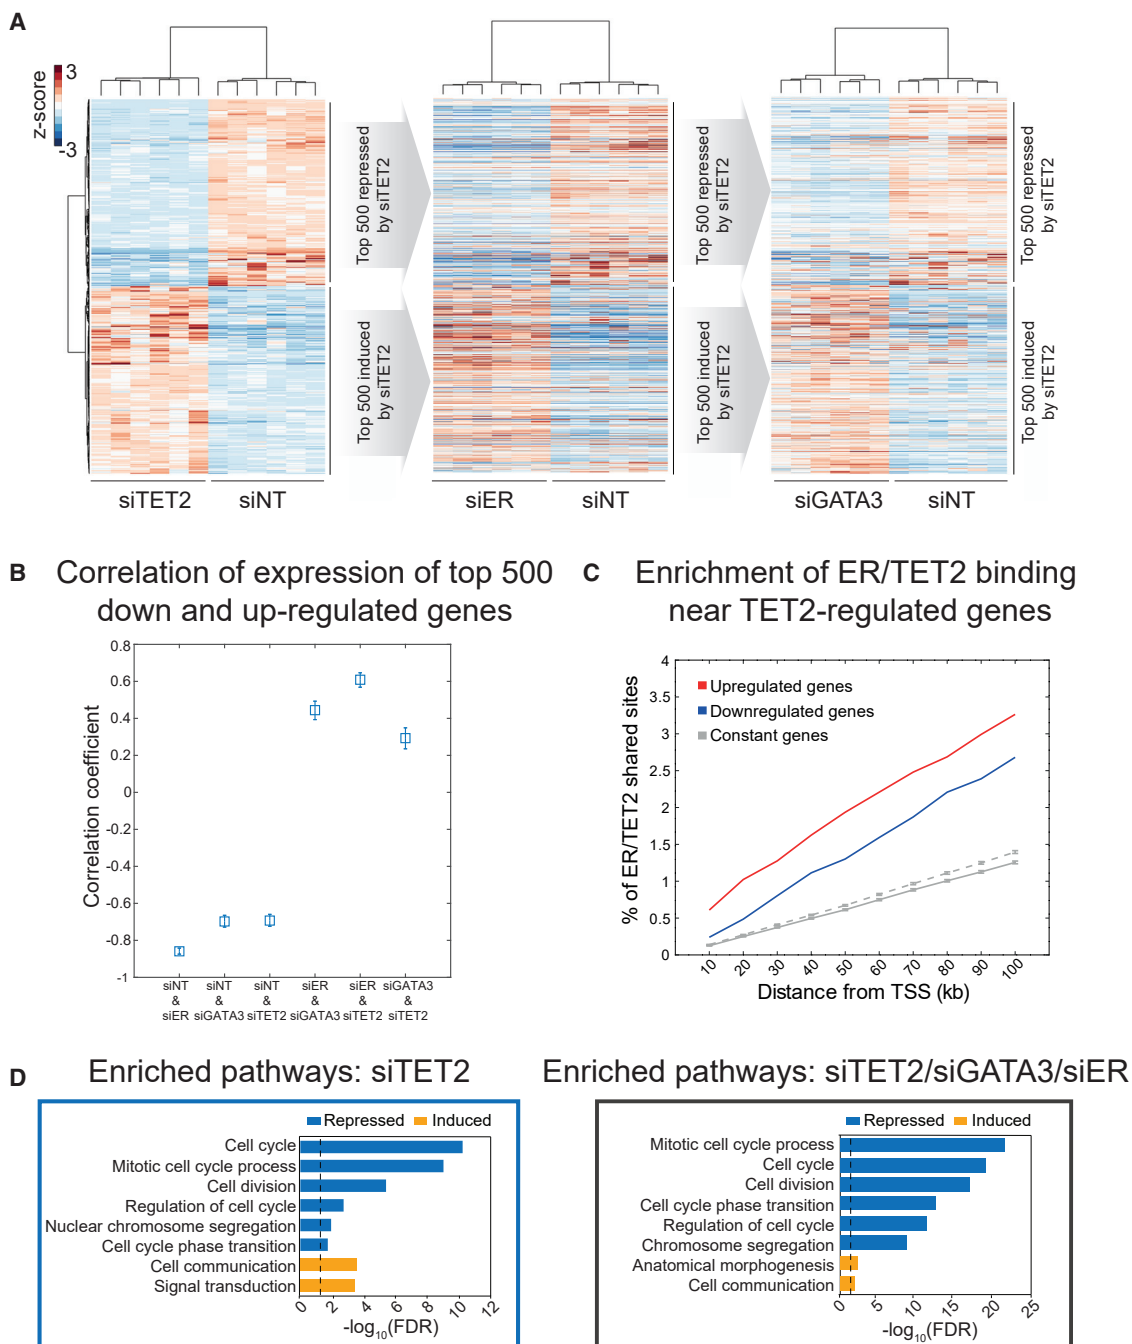 A
z-score
3
-3
Top 500 repressed
by siTET2
Top 500 induced
by siTET2
Top 500 repressed
by siTET2
Top 500 induced
by siTET2
Top 500 repressed
by siTET2
Top 500 induced
by siTET2
siTET2
siNT
siER
siNT
siGATA3
siNT
B
Correlation of expression of top 500
down and up-regulated genes
Correlation coefficient
0.8
0.6
0.4
0.2
0
-0.2
-0.4
-0.6
-0.8
-1
siNT
&
siER
siNT
&
siGATA3
siNT
&
siTET2
siER
&
siGATA3
siER
&
siTET2
siGATA3
&
siTET2
C
Enrichment of ER/TET2 binding
near TET2-regulated genes
% of ER/TET2 shared sites
4
3.5
3
2.5
2
1.5
1
0.5
0
Upregulated genes
Downregulated genes
Constant genes
10
20
30
40
50
60
70
80
90
100
Distance from TSS (kb)
D
Enriched pathways: siTET2
Repressed
Induced
Cell cycle
Mitotic cell cycle process
Cell division
Regulation of cell cycle
Nuclear chromosome segregation
Cell cycle phase transition
Cell communication
Signal transduction
0
2
4
6
8
10
12
-log10(FDR)
Enriched pathways: siTET2/siGATA3/siER
Repressed
Induced
Mitotic cell cycle process
Cell cycle
Cell division
Cell cycle phase transition
Regulation of cell cycle
Chromosome segregation
Anatomical morphogenesis
Cell communication
0
5
10
15
20
25
-log10(FDR)